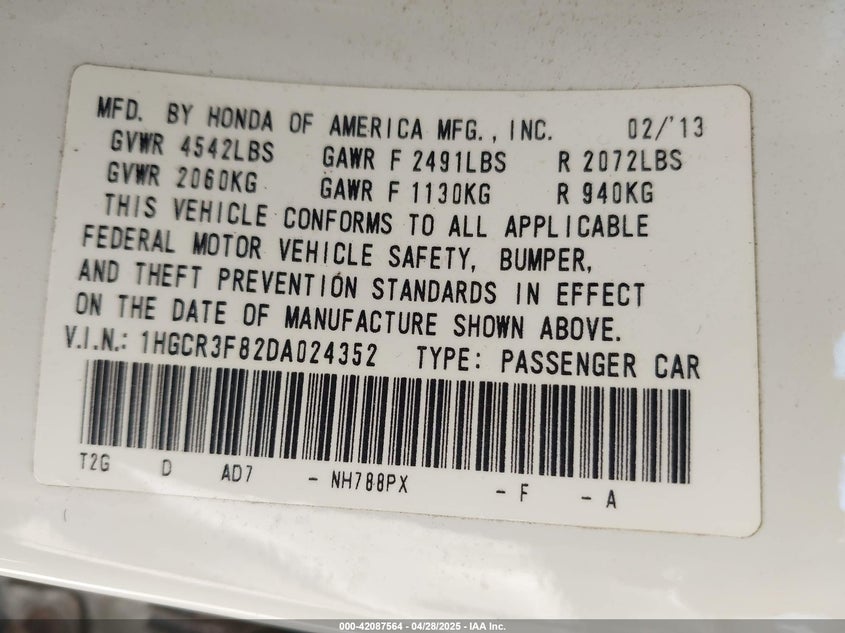 MFD. BY HONDA OF AMERICA MFG., INC. 02/'13
GVWR 4542LBS GAWR F 2491LBS R 2072LBS
GVWR 2060KG GAWR F 1130KG R 940KG
THIS VEHICLE CONFORMS TO ALL APPLICABLE
FEDERAL MOTOR VEHICLE SAFETY, BUMPER,
AND THEFT PREVENTION STANDARDS IN EFFECT
ON THE DATE OF MANUFACTURE SHOWN ABOVE.
V.I.N.: 1HGCR3F82DA024352 TYPE: PASSENGER CAR
T2G D AD7 - NH788PX - F - A
000-42087564 - 04/28/2025 - IAA Inc.